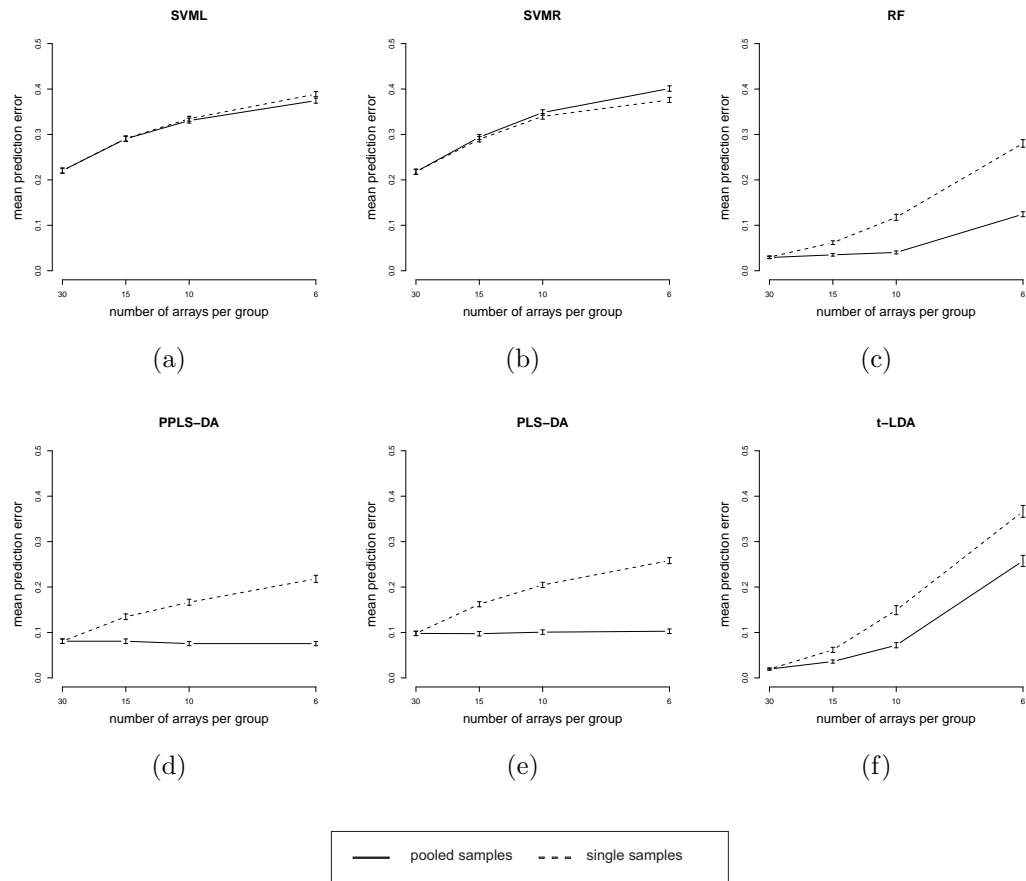 SVML
mean prediction error
0.0 0.1 0.2 0.3 0.4 0.5
30 15 10 6
number of arrays per group
(a)
SVMR
mean prediction error
0.0 0.1 0.2 0.3 0.4 0.5
30 15 10 6
number of arrays per group
(b)
RF
mean prediction error
0.0 0.1 0.2 0.3 0.4 0.5
30 15 10 6
number of arrays per group
(c)
PPLS−DA
mean prediction error
0.0 0.1 0.2 0.3 0.4 0.5
30 15 10 6
number of arrays per group
(d)
PLS−DA
mean prediction error
0.0 0.1 0.2 0.3 0.4 0.5
30 15 10 6
number of arrays per group
(e)
t−LDA
mean prediction error
0.0 0.1 0.2 0.3 0.4 0.5
30 15 10 6
number of arrays per group
(f)
pooled samples single samples